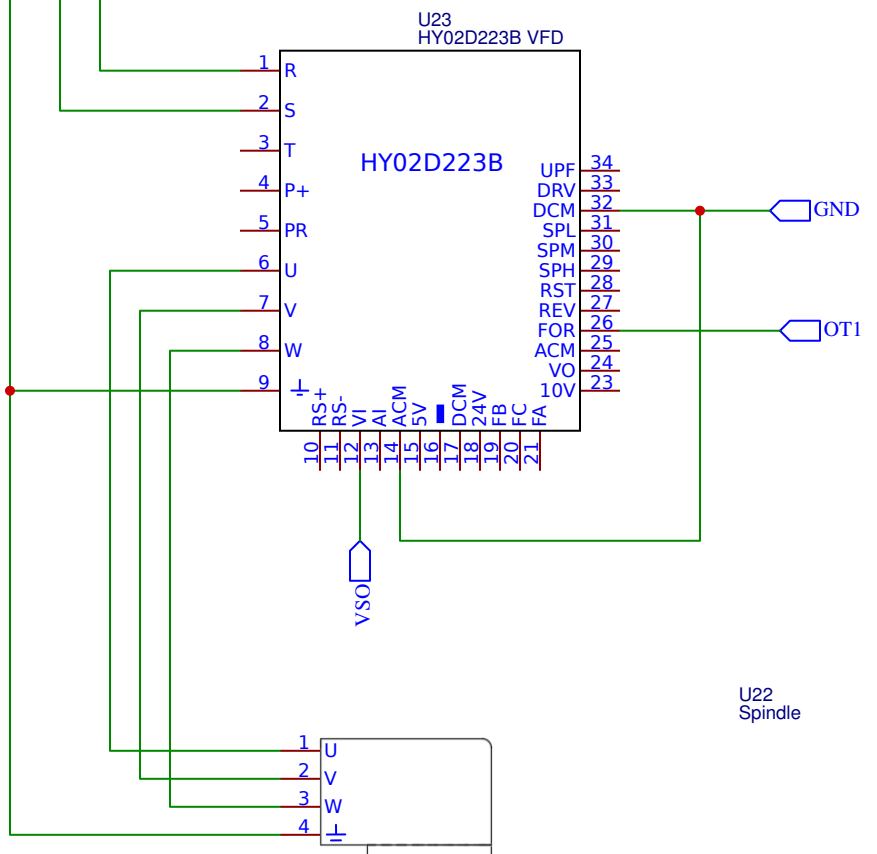 U23
HY02D223B VFD
1 R
2 S
3 T
4 P+
5 PR
6 U
7 V
8 W
9
HY02D223B
UPF 34
DRV 33
DCM 32
SPL 31
SPM 30
SPH 29
RST 28
REV 27
FOR 26
ACM 25
VO 24
10V 23
GND
OT1
RS+ 10
RS- 11
VI 12
AI 13
ACM 14
5V 15
16
DCM 17
24V 18
FB 19
FC 20
FA 21
VSO
U22
Spindle
1 U
2 V
3 W
4